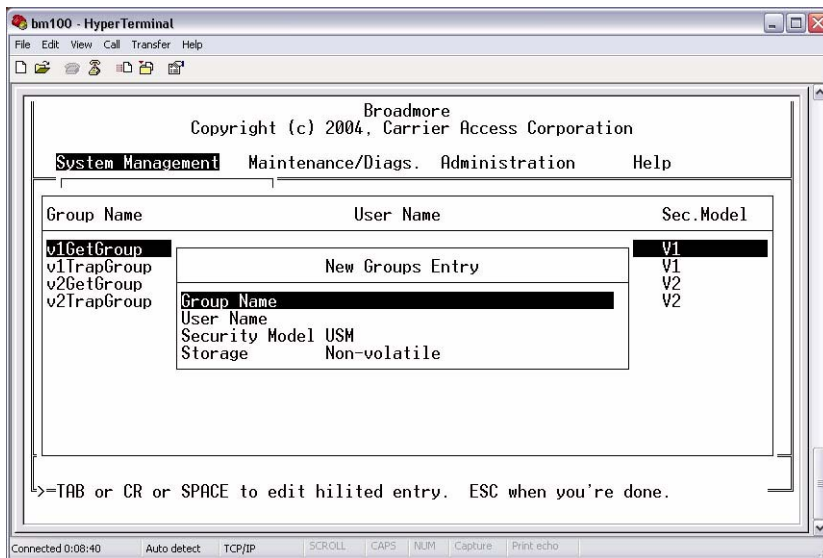 bm100 - HyperTerminal
File Edit View Call Transfer Help
Broadmore
Copyright (c) 2004, Carrier Access Corporation
System Management Maintenance/Diags. Administration Help
Group Name User Name Sec.Model
v1GetGroup V1
v1TrapGroup V1
v2GetGroup V2
v2TrapGroup V2
New Groups Entry
Group Name
User Name
Security Model USM
Storage Non-volatile
>=TAB or CR or SPACE to edit hilited entry. ESC when you're done.
Connected 0:08:40 Auto detect TCP/IP SCROLL CAPS NUM Capture Print echo